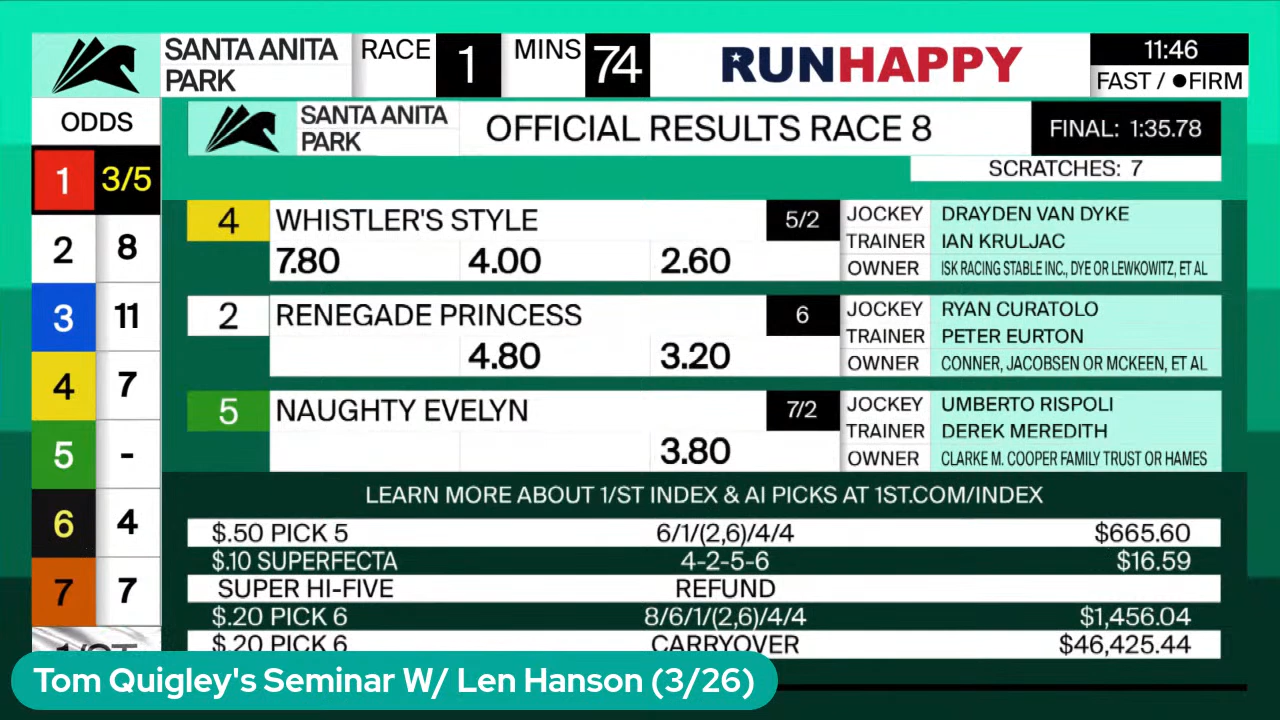 SANTA ANITA PARK RACE 1 MINS 74 RUNHAPPY 11:46
FAST / ●FIRM
ODDS
1 3/5
2 8
3 11
4 7
5 -
6 4
7 7
1/ST
SANTA ANITA PARK OFFICIAL RESULTS RACE 8 FINAL: 1:35.78
SCRATCHES: 7
4 WHISTLER'S STYLE 5/2 JOCKEY DRAYDEN VAN DYKE
TRAINER IAN KRULJAC
7.80 4.00 2.60 OWNER ISK RACING STABLE INC., DYE OR LEWKOWITZ, ET AL
2 RENEGADE PRINCESS 6 JOCKEY RYAN CURATOLO
TRAINER PETER EURTON
4.80 3.20 OWNER CONNER, JACOBSEN OR MCKEEN, ET AL
5 NAUGHTY EVELYN 7/2 JOCKEY UMBERTO RISPOLI
TRAINER DEREK MEREDITH
3.80 OWNER CLARKE M. COOPER FAMILY TRUST OR HAMES
LEARN MORE ABOUT 1/ST INDEX & AI PICKS AT 1ST.COM/INDEX
$.50 PICK 5 6/1/(2,6)/4/4 $665.60
$.10 SUPERFECTA 4-2-5-6 $16.59
SUPER HI-FIVE REFUND
$.20 PICK 6 8/6/1/(2,6)/4/4 $1,456.04
$.20 PICK 6 CARRYOVER $46,425.44
Tom Quigley's Seminar W/ Len Hanson (3/26)